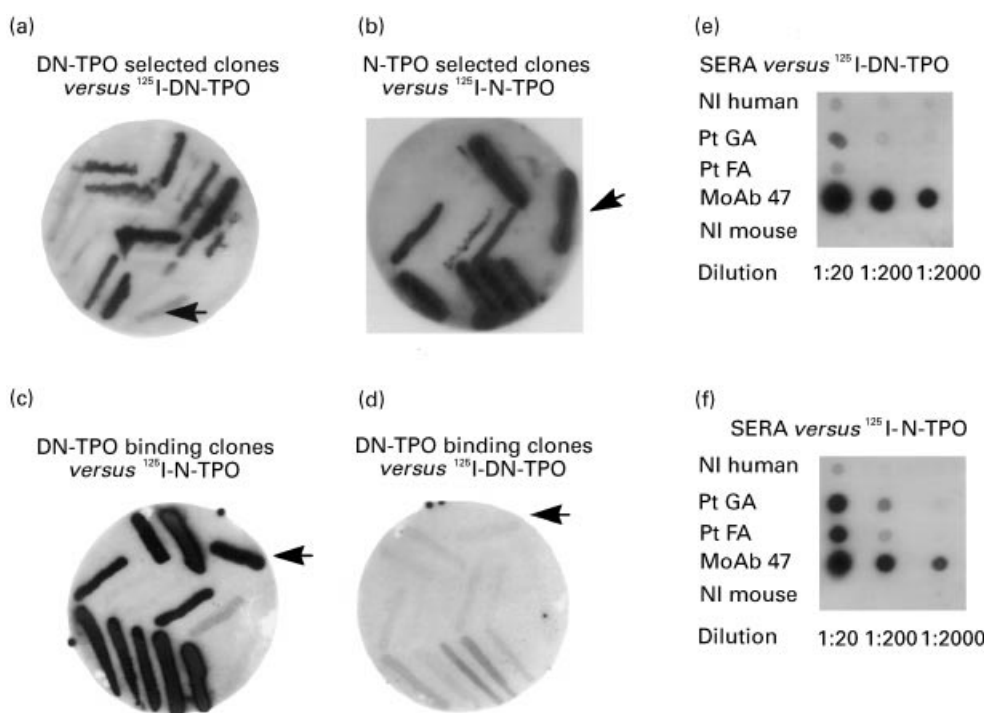 (a)
DN-TPO selected clones
versus ¹²⁵I-DN-TPO
(b)
N-TPO selected clones
versus ¹²⁵I-N-TPO
(c)
DN-TPO binding clones
versus ¹²⁵I-N-TPO
(d)
DN-TPO binding clones
versus ¹²⁵I-DN-TPO
(e)
SERA versus ¹²⁵I-DN-TPO
NI human
Pt GA
Pt FA
MoAb 47
NI mouse
Dilution 1:20 1:200 1:2000
(f)
SERA versus ¹²⁵I-N-TPO
NI human
Pt GA
Pt FA
MoAb 47
NI mouse
Dilution 1:20 1:200 1:2000